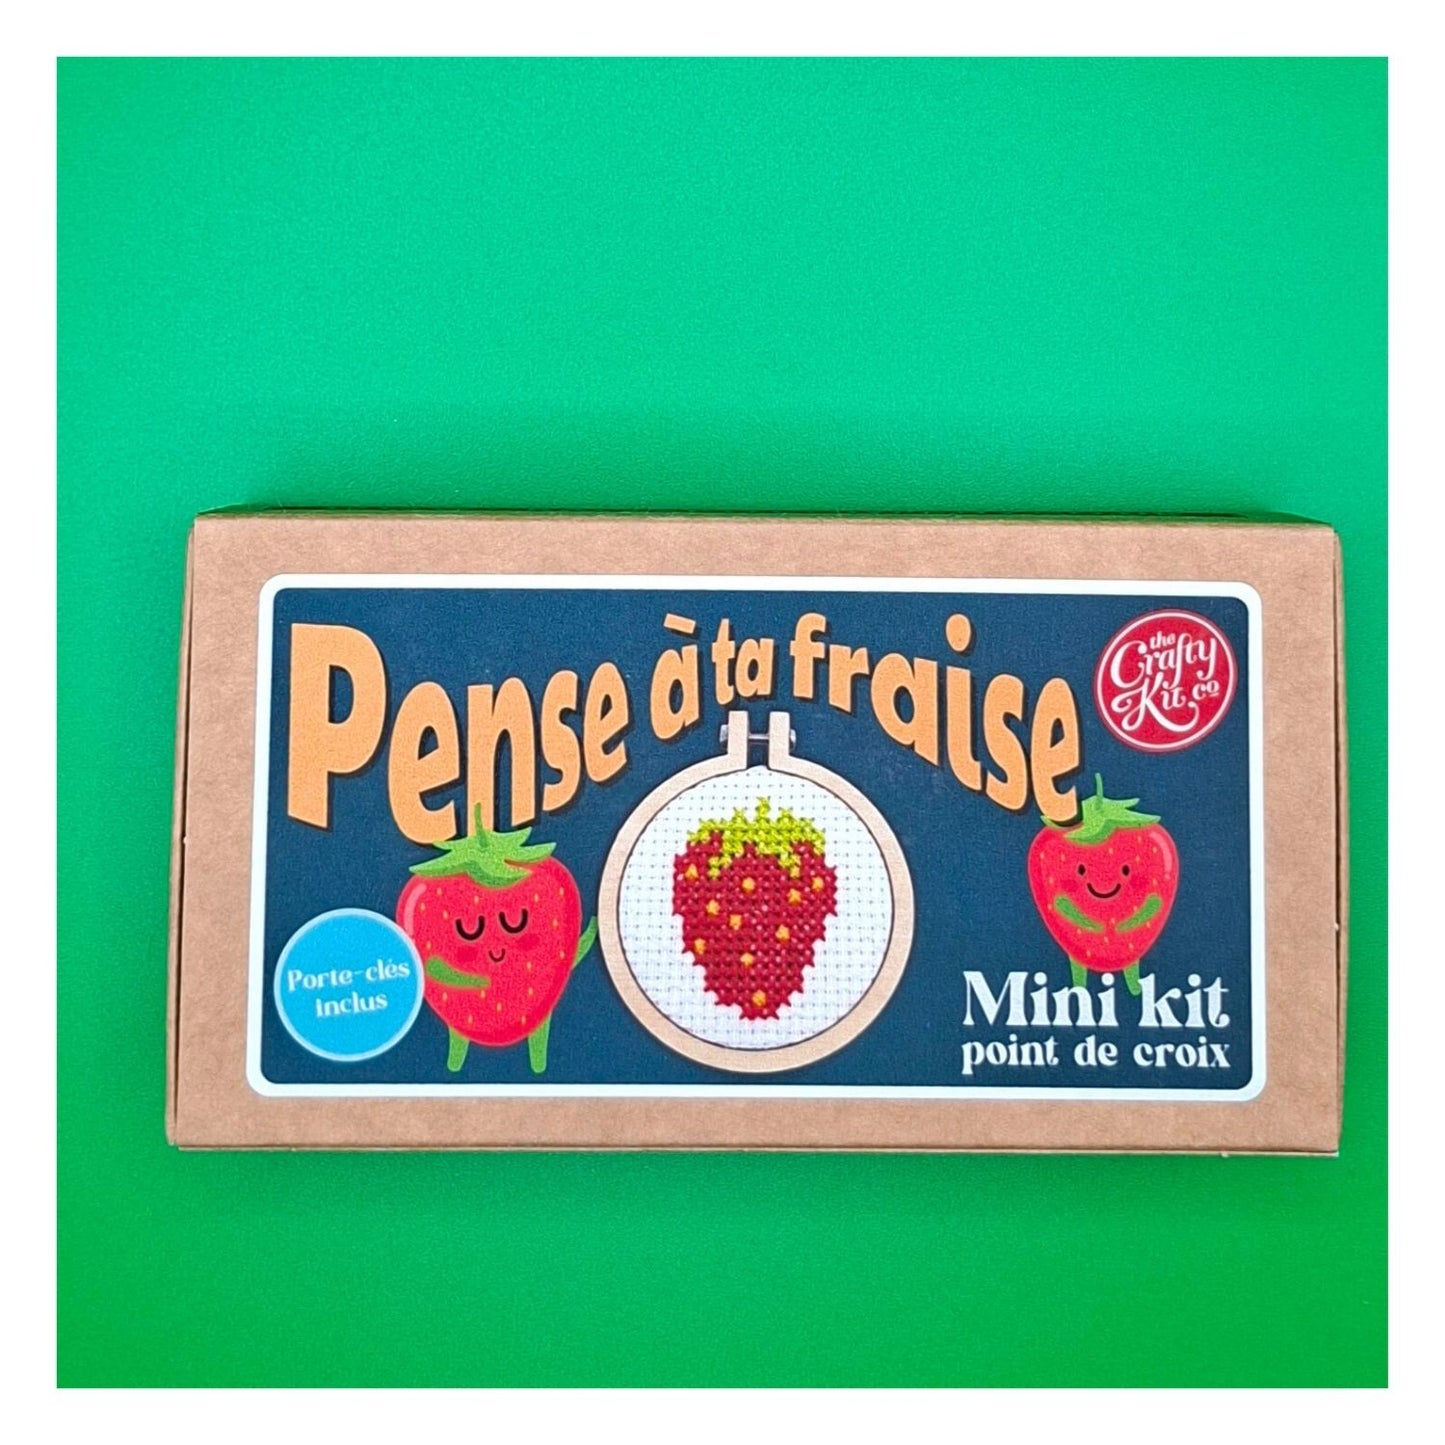 Pense à ta fraise
the
Crafty
Kit Co
Porte-clés
inclus
Mini kit
point de croix